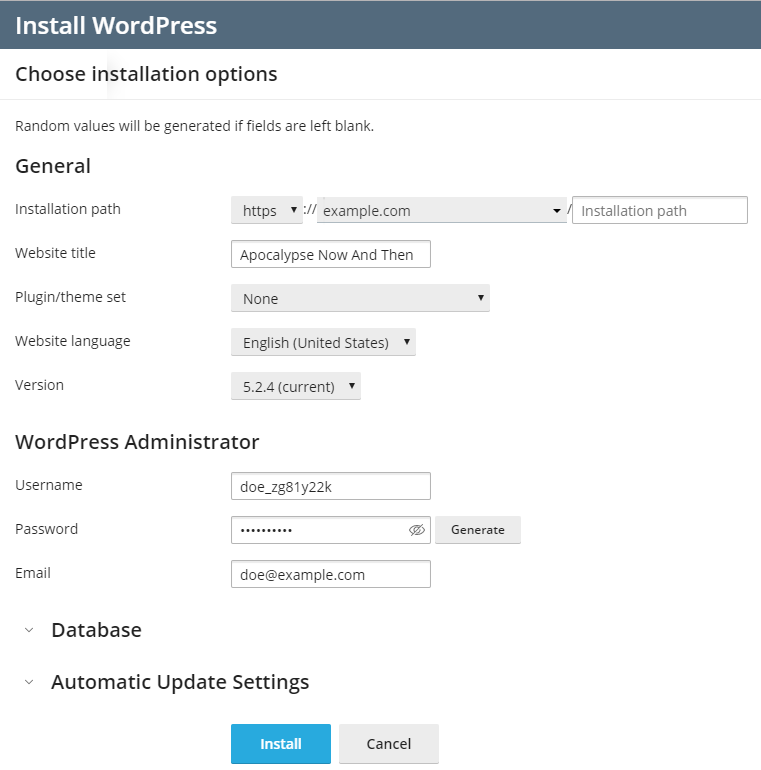 Install WordPress
Choose installation options
Random values will be generated if fields are left blank.
General
Installation path https :// example.com / Installation path
Website title Apocalypse Now And Then
Plugin/theme set None
Website language English (United States)
Version 5.2.4 (current)
WordPress Administrator
Username doe_zg81y22k
Password •••••••••• Generate
Email doe@example.com
Database
Automatic Update Settings
Install Cancel